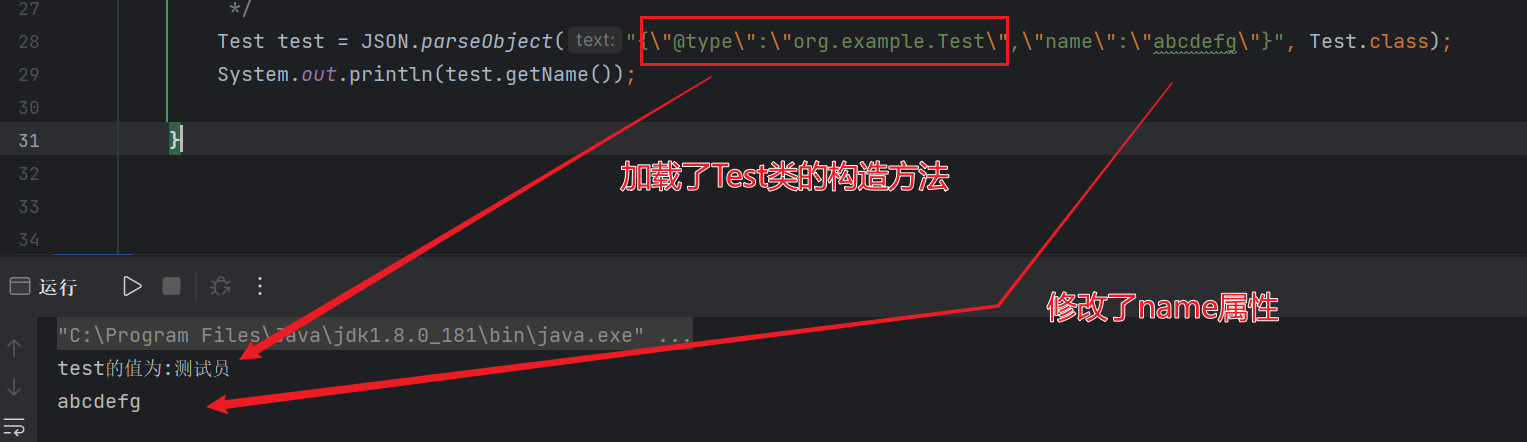 27 */
28 Test test = JSON.parseObject( text: "{\"@type\":\"org.example.Test\",\"name\":\"abcdefg\"}", Test.class);
29 System.out.println(test.getName());
30
31 }
32 加载了Test类的构造方法
33
34
运行
修改了name属性
"C:\Program Files\Java\jdk1.8.0_181\bin\java.exe" ...
test的值为:测试员
abcdefg